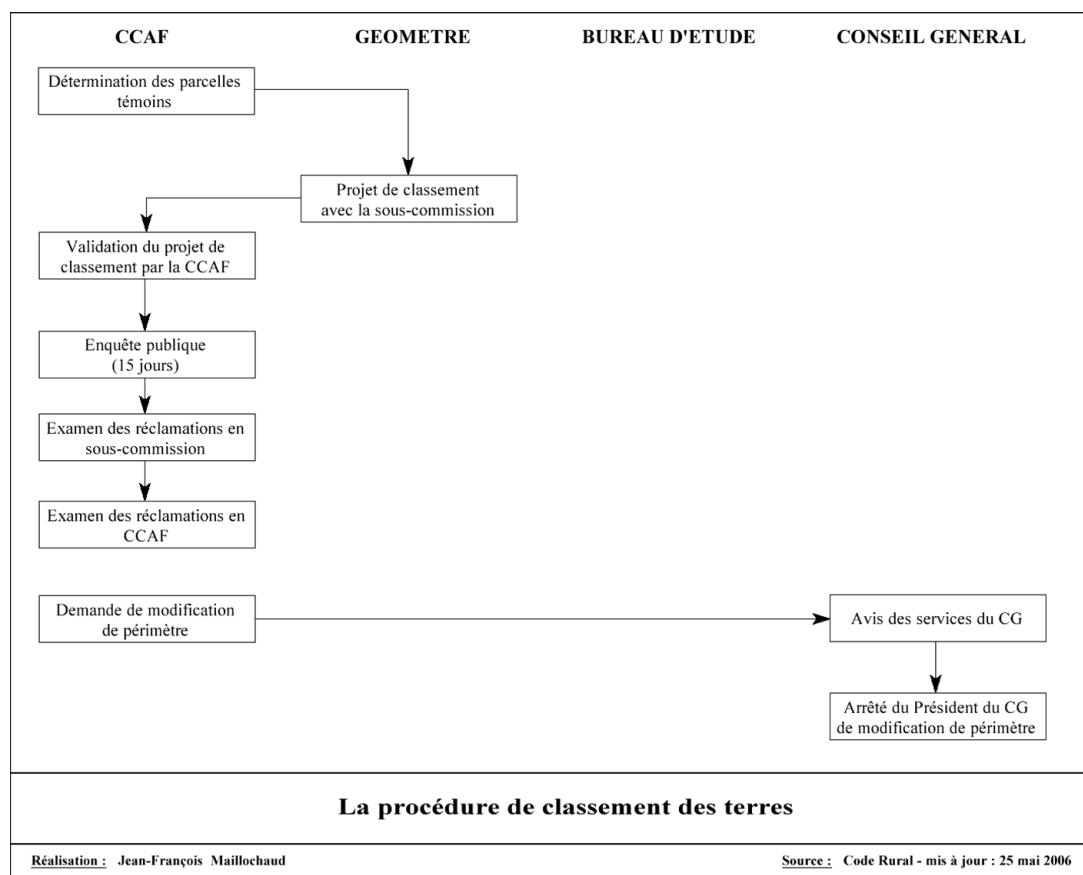 CCAF
GEOMETRE
BUREAU D'ETUDE
CONSEIL GENERAL
Détermination des parcelles
témoins
Projet de classement
avec la sous-commission
Validation du projet de
classement par la CCAF
Enquête publique
(15 jours)
Examen des réclamations en
sous-commission
Examen des réclamations en
CCAF
Demande de modification
de périmètre
Avis des services du CG
Arrêté du Président du CG
de modification de périmètre
La procédure de classement des terres
Réalisation : Jean-François Maillochaud
Source : Code Rural - mis à jour : 25 mai 2006